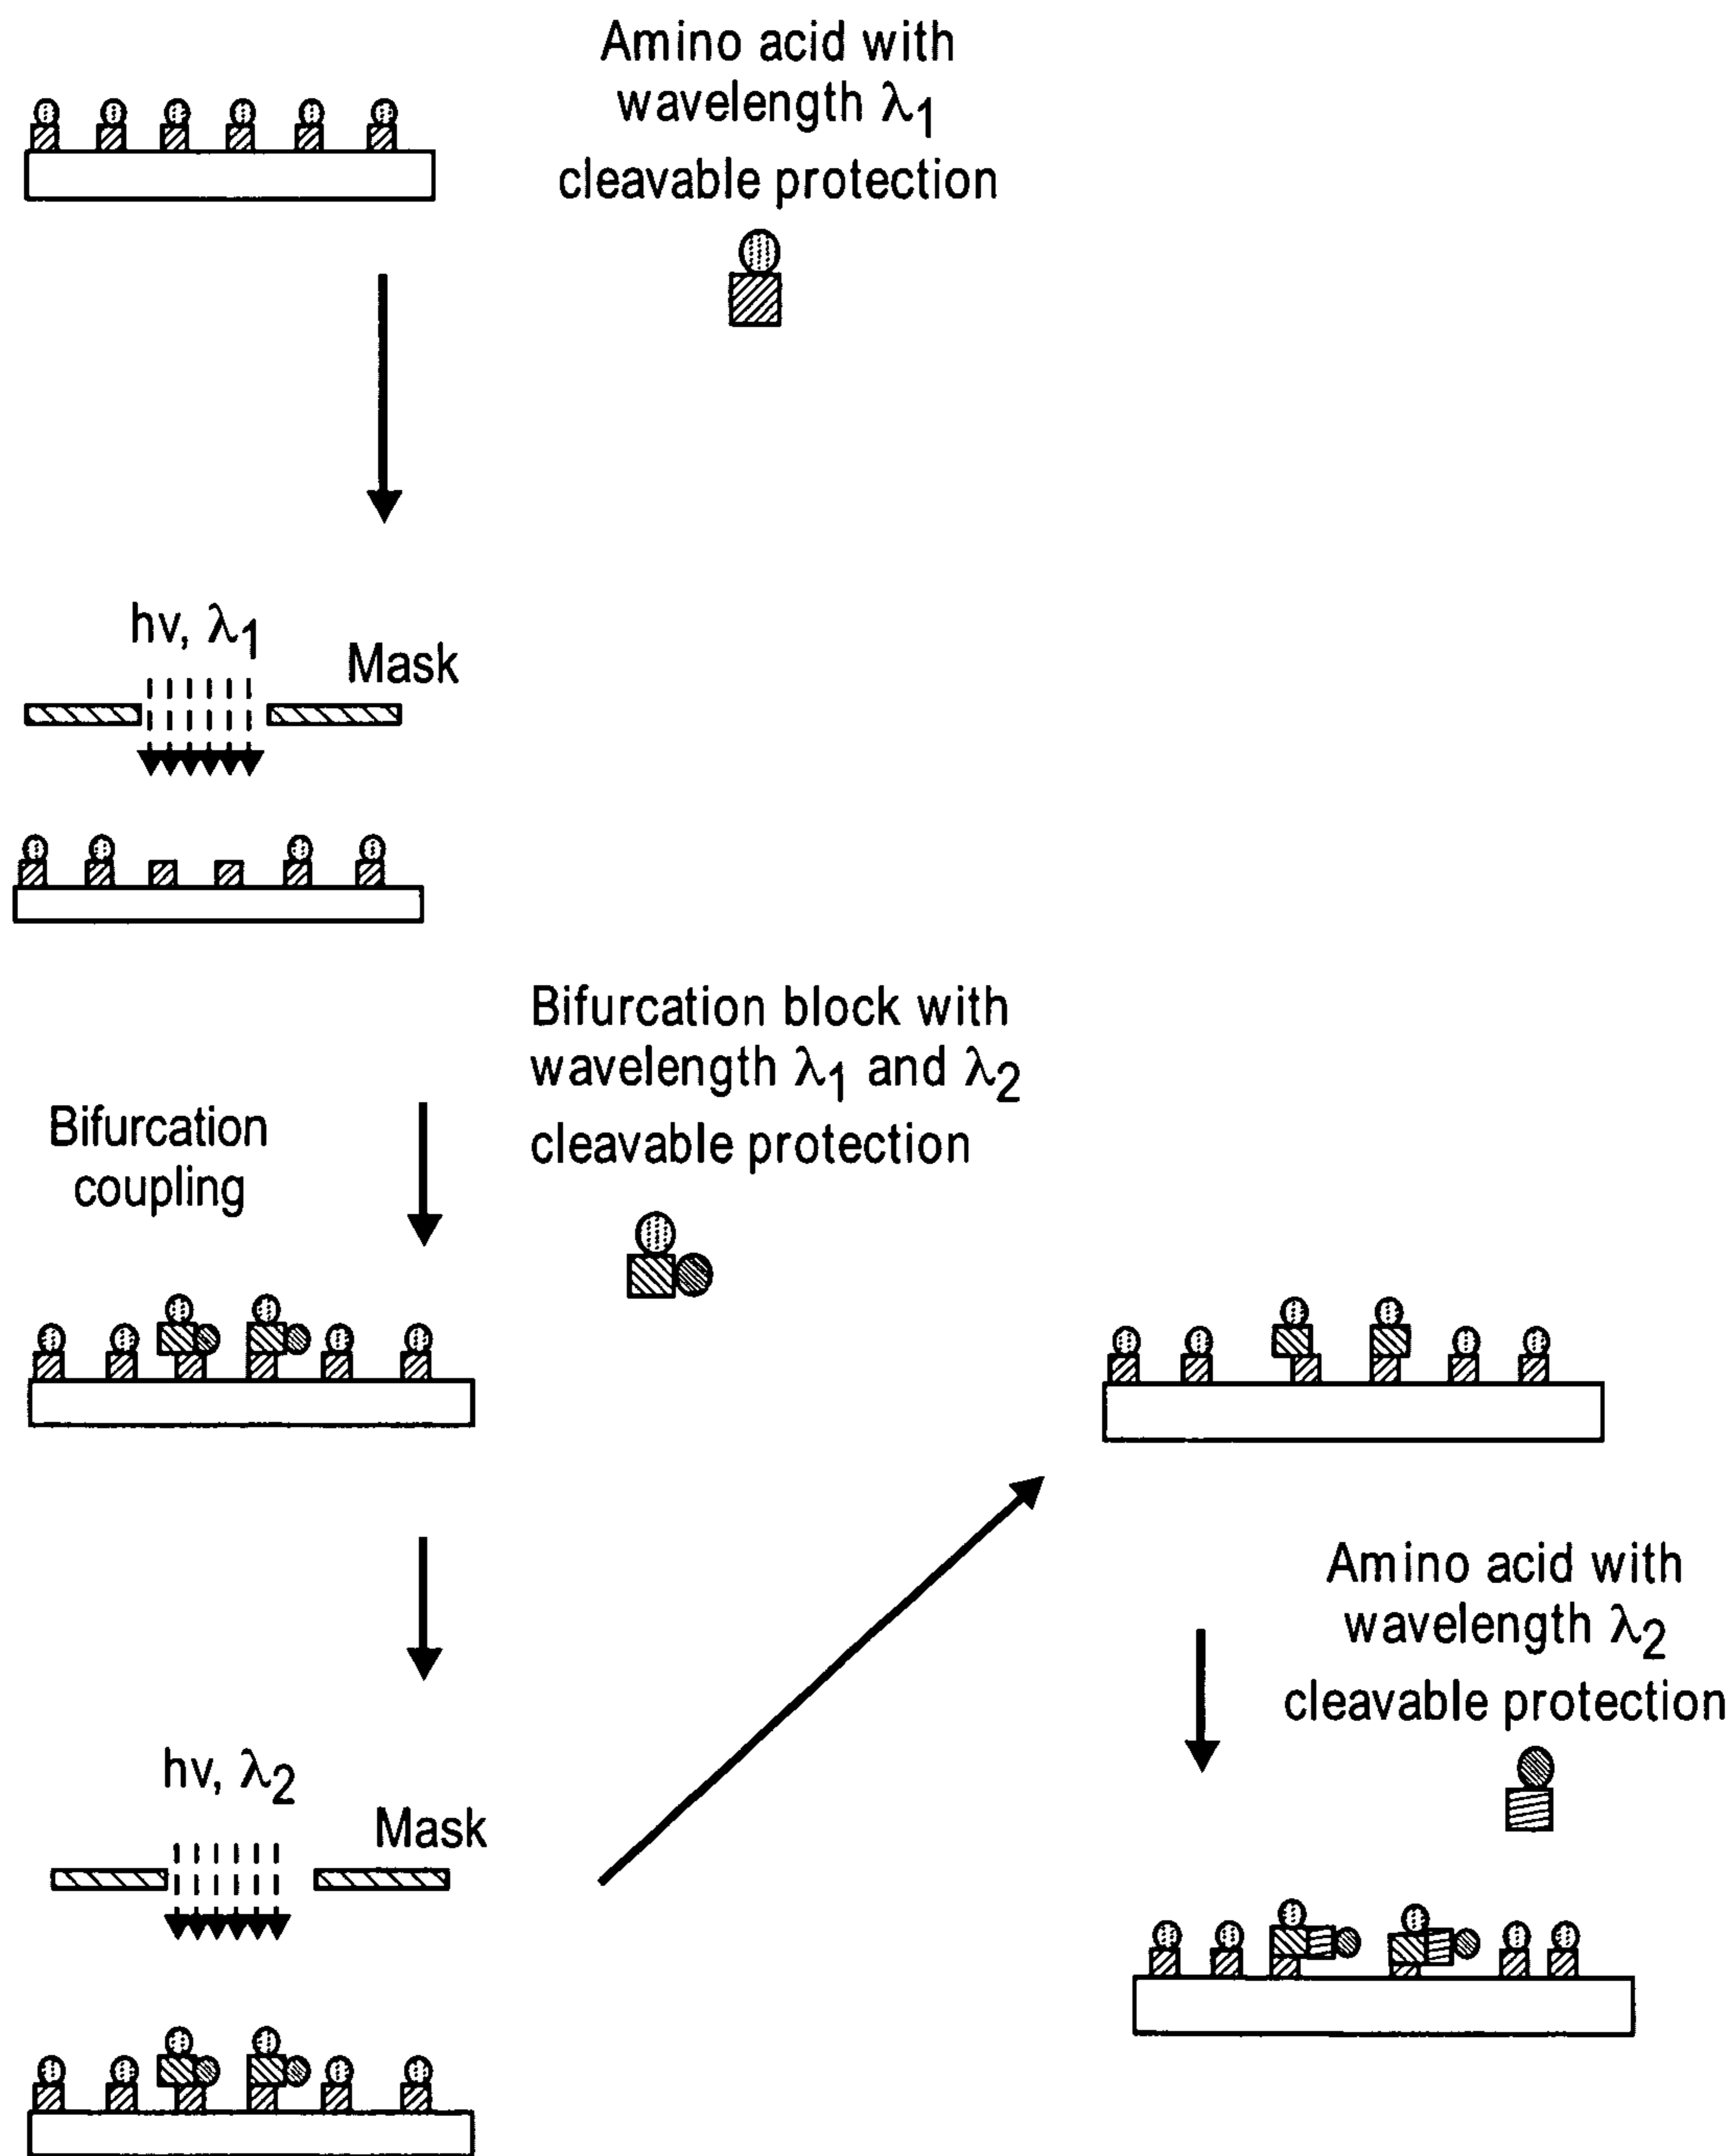 Amino acid with
wavelength λ1
cleavable protection
hv, λ1
Mask
Bifurcation block with
wavelength λ1 and λ2
cleavable protection
Bifurcation
coupling
hv, λ2
Mask
Amino acid with
wavelength λ2
cleavable protection